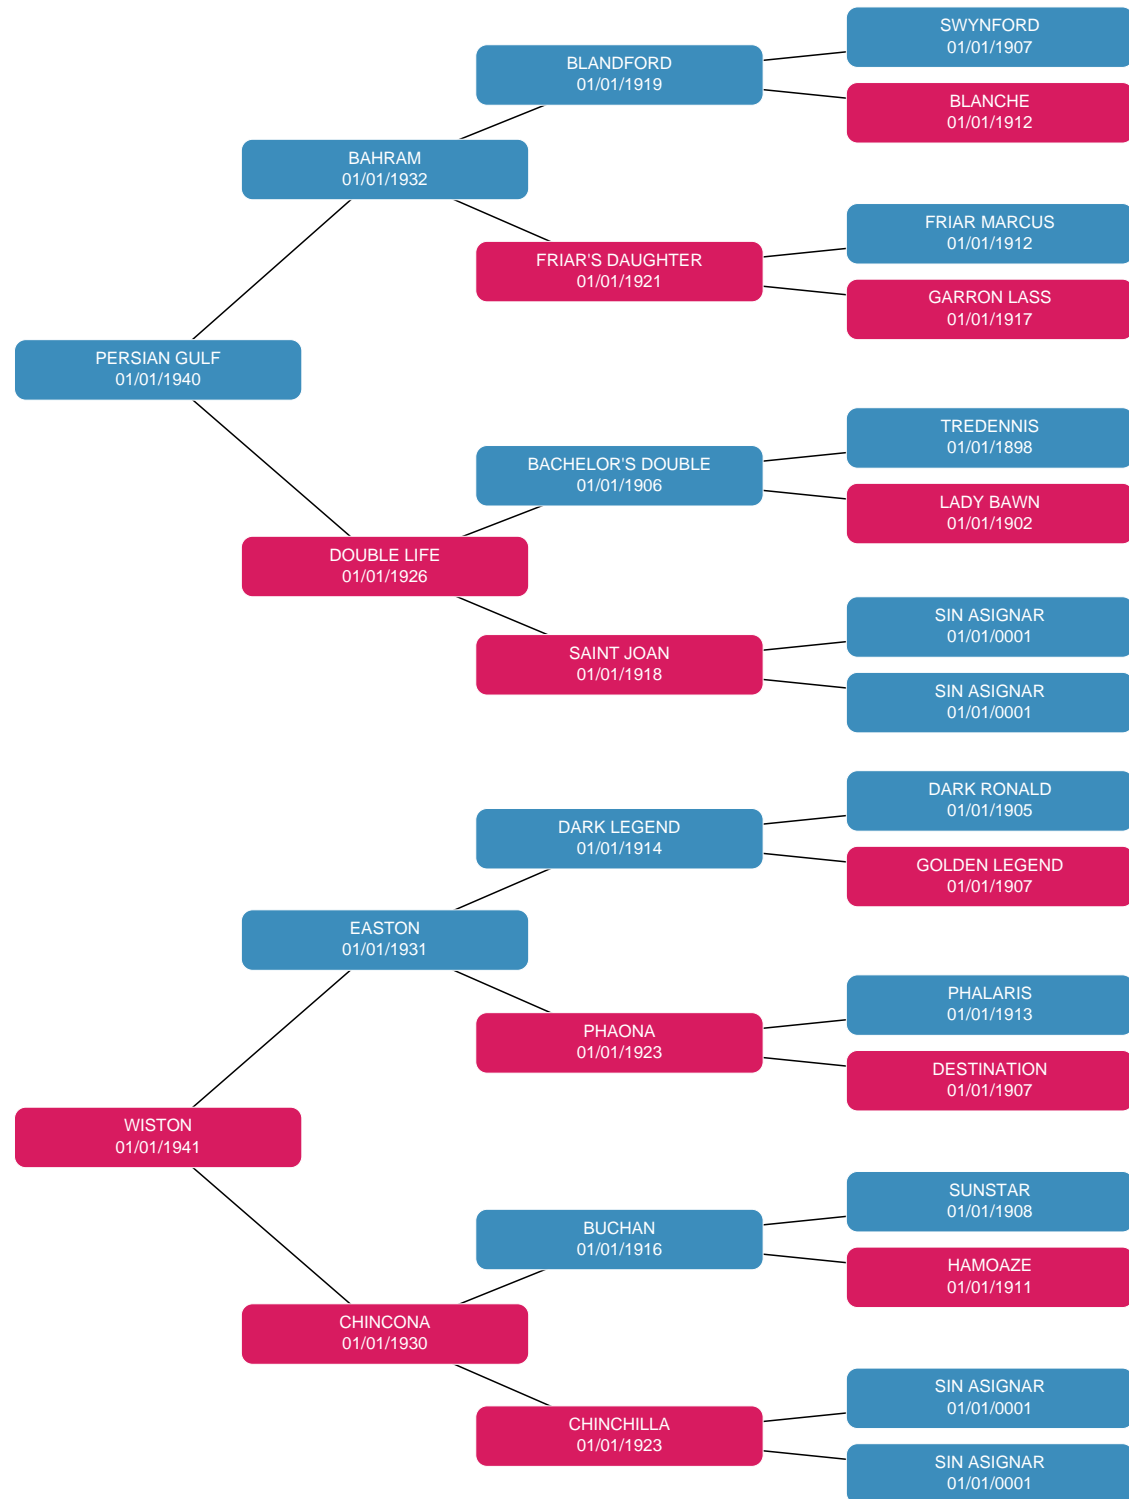 SWYNFORD
01/01/1907
BLANDFORD
01/01/1919
BLANCHE
01/01/1912
BAHRAM
01/01/1932
FRIAR MARCUS
01/01/1912
FRIAR'S DAUGHTER
01/01/1921
GARRON LASS
01/01/1917
PERSIAN GULF
01/01/1940
TREDENNIS
01/01/1898
BACHELOR'S DOUBLE
01/01/1906
LADY BAWN
01/01/1902
DOUBLE LIFE
01/01/1926
SIN ASIGNAR
01/01/0001
SAINT JOAN
01/01/1918
SIN ASIGNAR
01/01/0001
DARK RONALD
01/01/1905
DARK LEGEND
01/01/1914
GOLDEN LEGEND
01/01/1907
EASTON
01/01/1931
PHALARIS
01/01/1913
PHAONA
01/01/1923
DESTINATION
01/01/1907
WISTON
01/01/1941
SUNSTAR
01/01/1908
BUCHAN
01/01/1916
HAMOAZE
01/01/1911
CHINCONA
01/01/1930
SIN ASIGNAR
01/01/0001
CHINCHILLA
01/01/1923
SIN ASIGNAR
01/01/0001